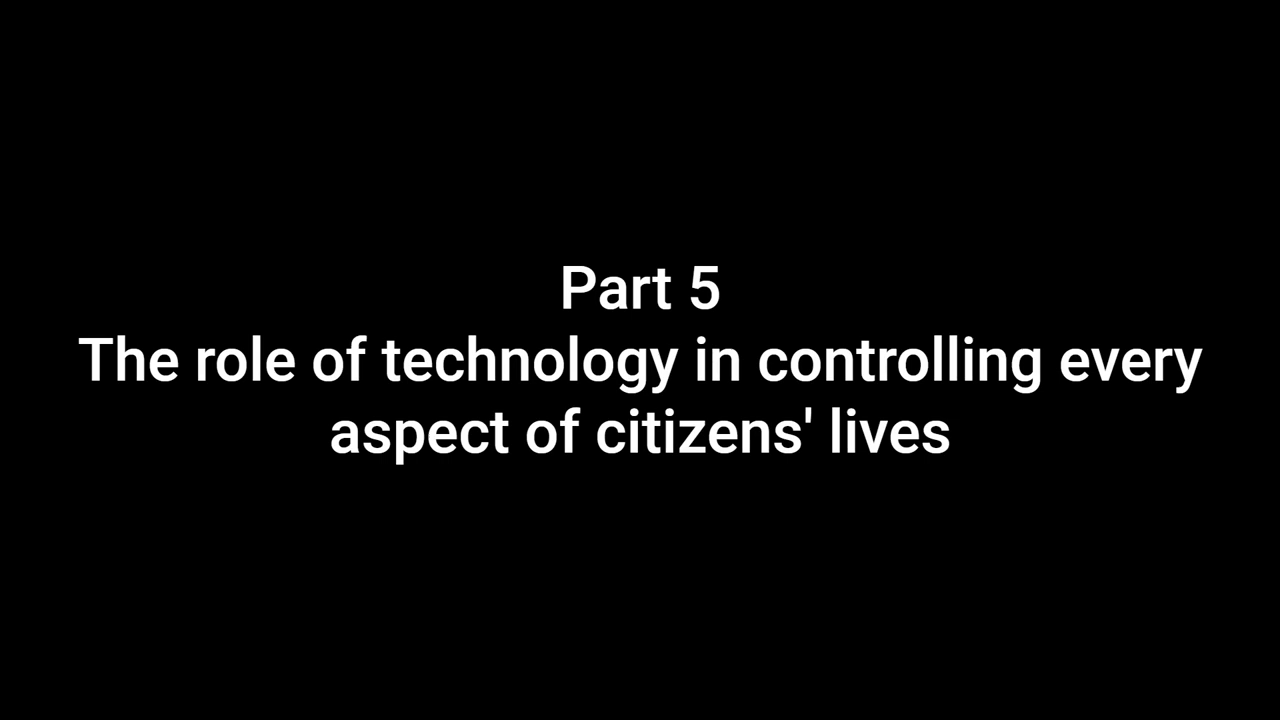 Part 5
The role of technology in controlling every
aspect of citizens' lives